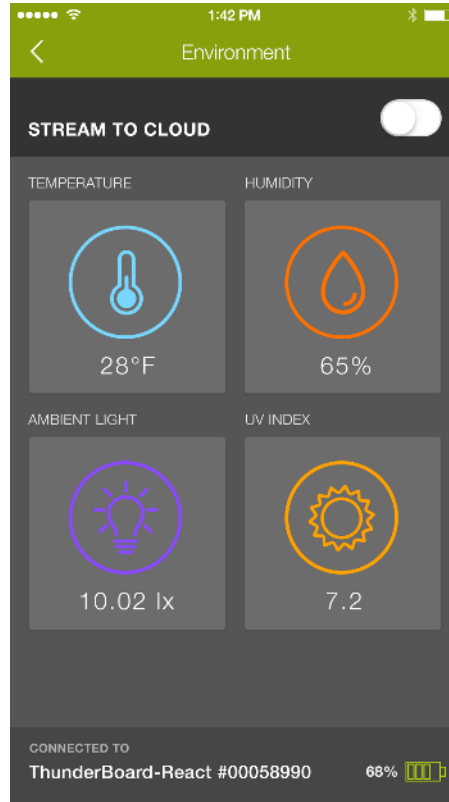 1:42 PM
Environment
STREAM TO CLOUD
TEMPERATURE HUMIDITY
28°F 65%
AMBIENT LIGHT UV INDEX
10.02 lx 7.2
CONNECTED TO
ThunderBoard-React #00058990 68%